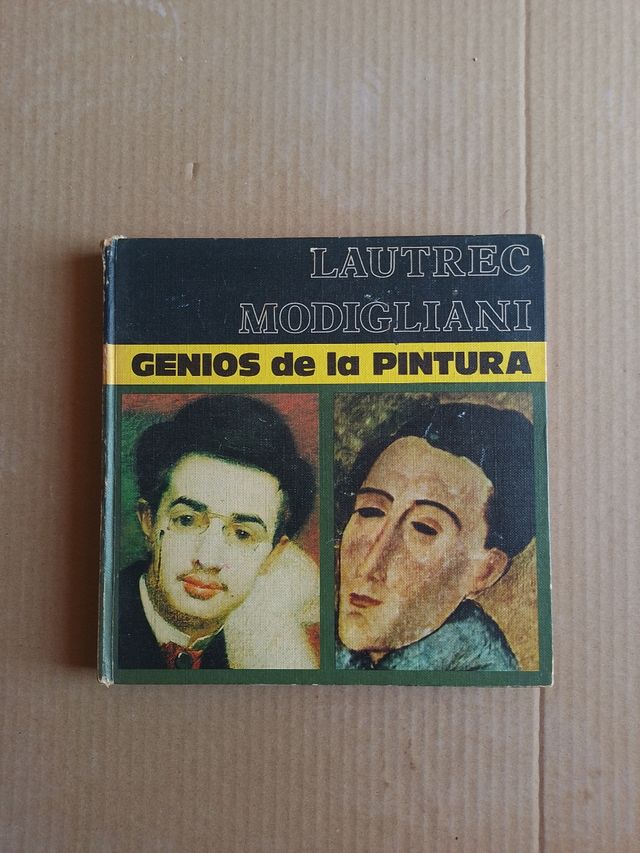 LAUTREC
MODIGLIANI
GENIOS de la PINTURA